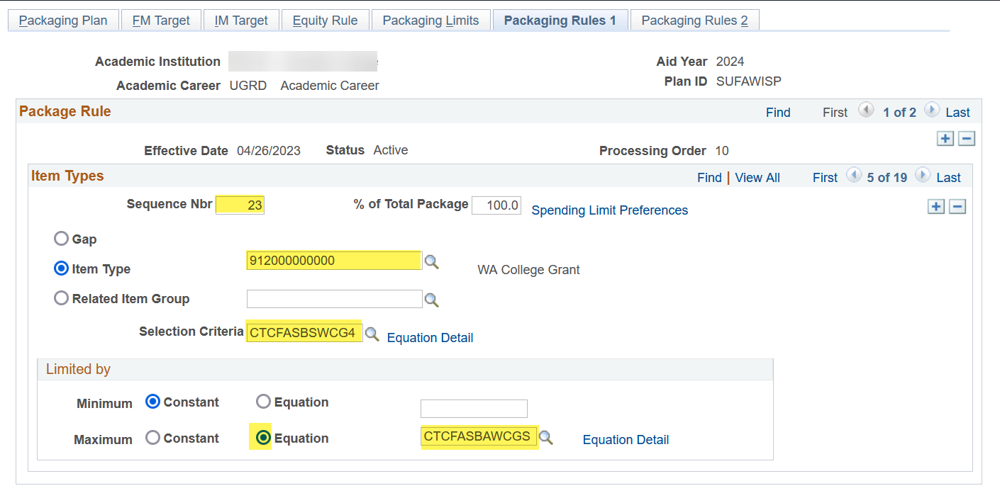 Packaging Plan FM Target IM Target Equity Rule Packaging Limits Packaging Rules 1 Packaging Rules 2
Academic Institution Aid Year 2024
Plan ID SUFAWISP
Academic Career UGRD Academic Career
Package Rule Find First 1 of 2 Last
Effective Date 04/26/2023 Status Active Processing Order 10
Item Types Find | View All First 5 of 19 Last
Sequence Nbr 23 % of Total Package 100.0 Spending Limit Preferences
Gap
Item Type 912000000000 WA College Grant
Related Item Group
Selection Criteria CTCFASBSWCG4 Equation Detail
Limited by
Minimum Constant Equation
Maximum Constant Equation CTCFASBAWCGS Equation Detail